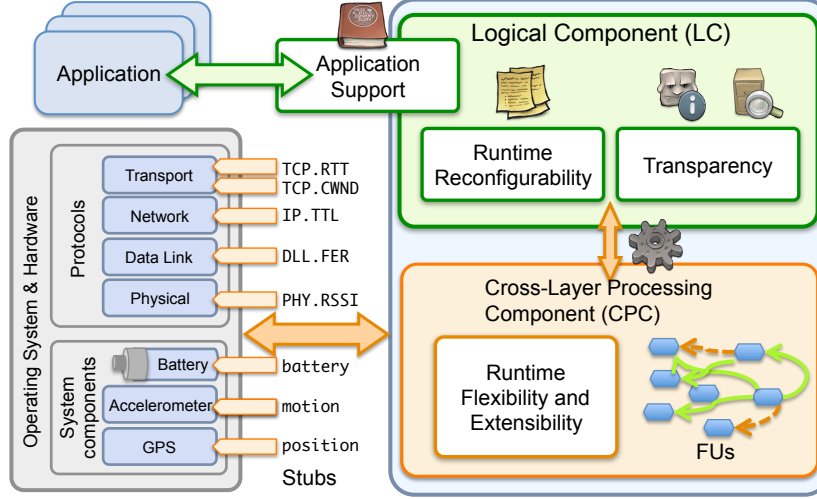 Application
Application
Support
Logical Component (LC)
Runtime
Reconfigurability
Transparency
Operating System & Hardware
Protocols
Transport
Network
Data Link
Physical
TCP.RTT
TCP.CWND
IP.TTL
DLL.FER
PHY.RSSI
System
components
Battery
Accelerometer
GPS
battery
motion
position
Stubs
Cross-Layer Processing
Component (CPC)
Runtime
Flexibility and
Extensibility
FUs